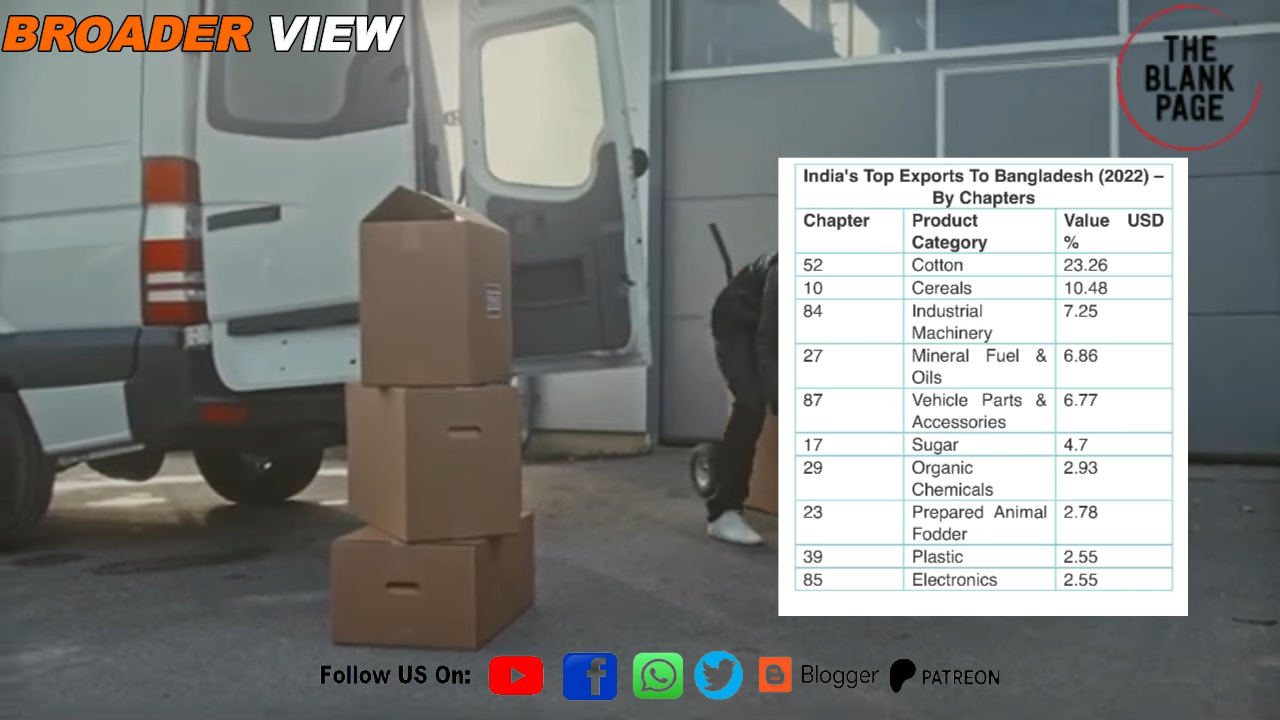 BROADER VIEW
THE
BLANK
PAGE
India's Top Exports To Bangladesh (2022) –
By Chapters
Chapter Product Value USD
Category %
52 Cotton 23.26
10 Cereals 10.48
84 Industrial 7.25
Machinery
27 Mineral Fuel & 6.86
Oils
87 Vehicle Parts & 6.77
Accessories
17 Sugar 4.7
29 Organic 2.93
Chemicals
23 Prepared Animal 2.78
Fodder
39 Plastic 2.55
85 Electronics 2.55
Follow US On: Blogger PATREON